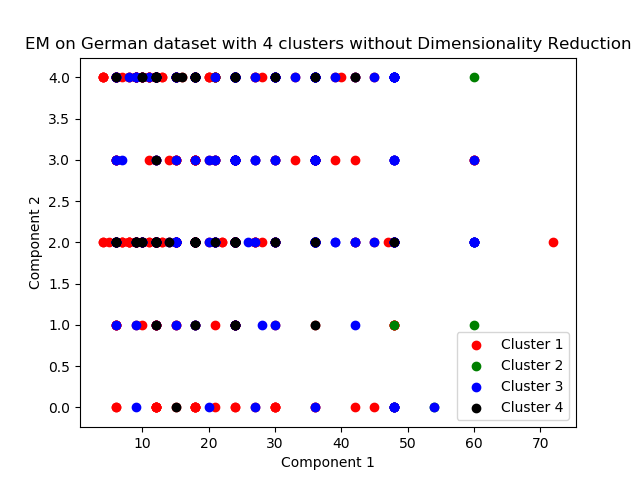 EM on German dataset with 4 clusters without Dimensionality Reduction
4.0
3.5
3.0
2.5
2.0
1.5
1.0
0.5
0.0
Component 2
10 20 30 40 50 60 70
Component 1
Cluster 1
Cluster 2
Cluster 3
Cluster 4